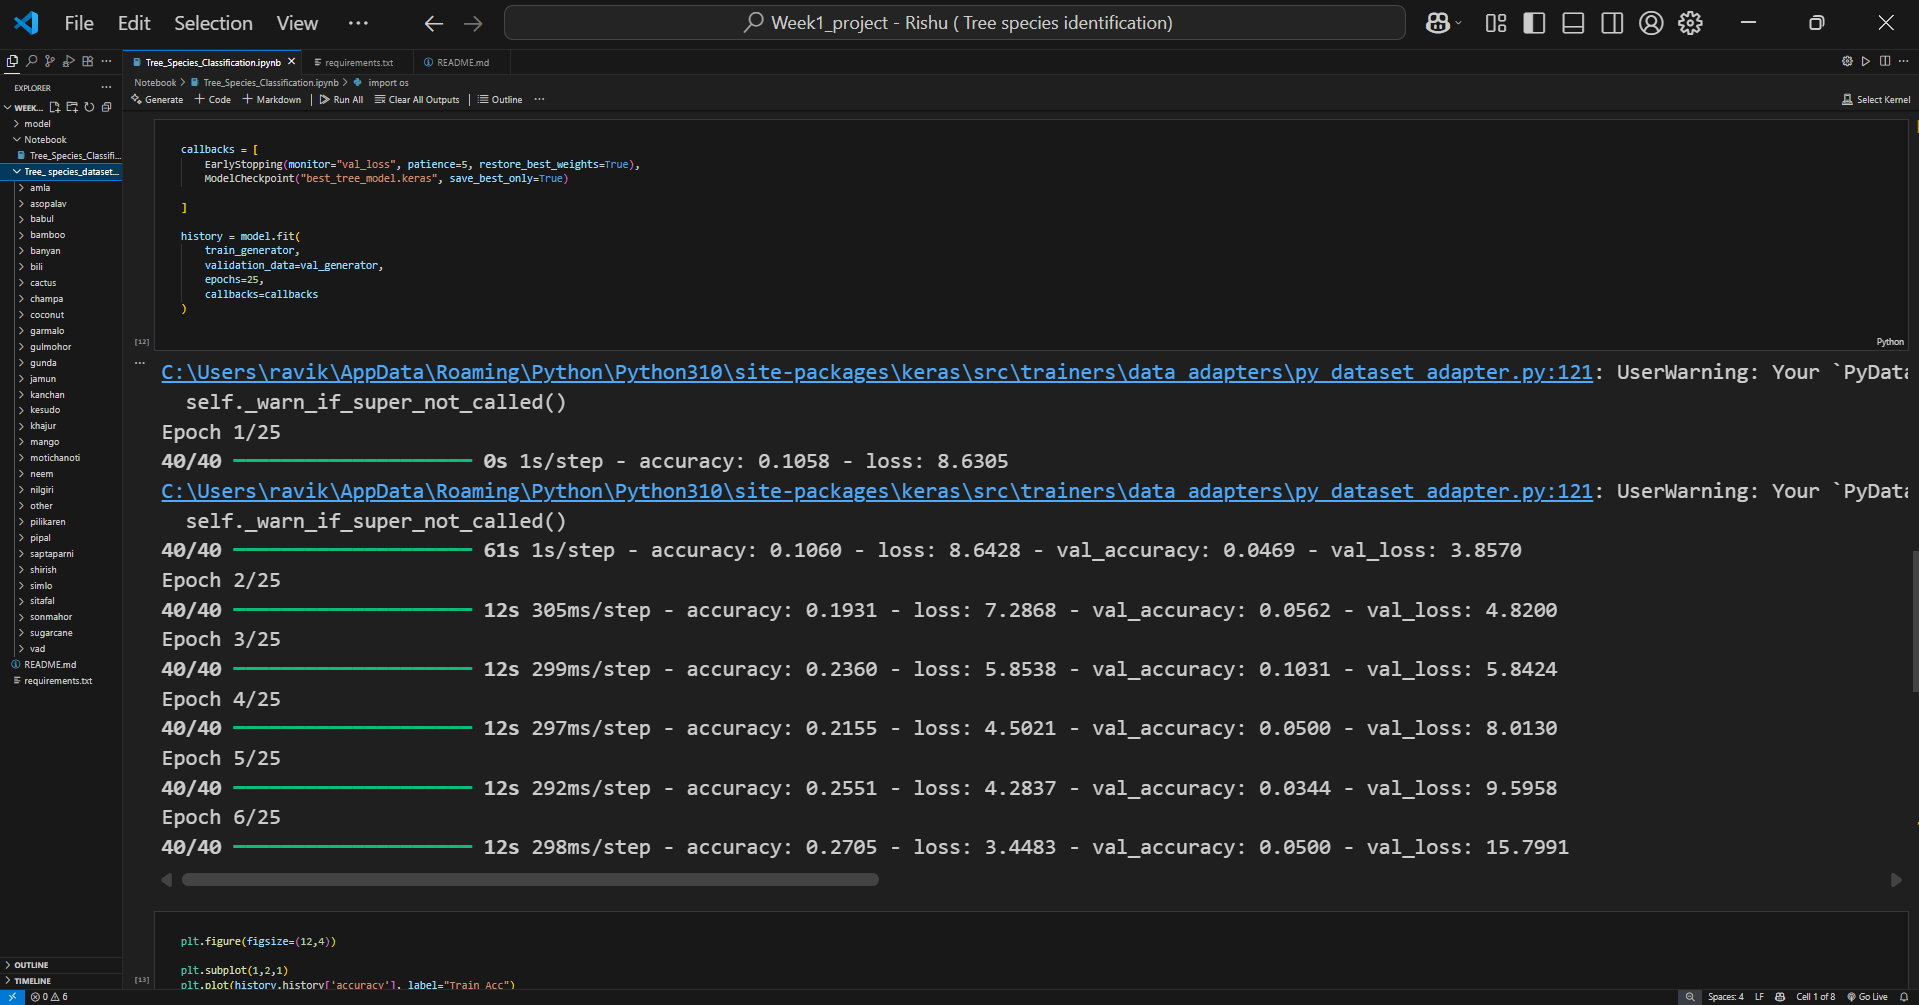 File Edit Selection View ···
Week1_project - Rishu ( Tree species identification)
Tree_Species_Classification.ipynb
requirements.txt
README.md
EXPLORER
WEEK...
model
Notebook
Tree_Species_Classifi...
Tree_ species_dataset...
amla
asopalav
babul
bamboo
banyan
bili
cactus
champa
coconut
garmalo
gulmohor
gunda
jamun
kanchan
kesudo
khajur
mango
motichanoti
neem
nilgiri
other
pilikaren
pipal
saptaparni
shirish
simlo
sitafal
sonmahor
sugarcane
vad
README.md
requirements.txt
OUTLINE
TIMELINE
Notebook > Tree_Species_Classification.ipynb > import os
Generate + Code + Markdown | Run All Clear All Outputs | Outline ···
Select Kernel
callbacks = [
EarlyStopping(monitor="val_loss", patience=5, restore_best_weights=True),
ModelCheckpoint("best_tree_model.keras", save_best_only=True)
]
history = model.fit(
train_generator,
validation_data=val_generator,
epochs=25,
callbacks=callbacks
)
[12]
Python
C:\Users\ravik\AppData\Roaming\Python\Python310\site-packages\keras\src\trainers\data_adapters\py_dataset_adapter.py:121: UserWarning: Your `PyData
self._warn_if_super_not_called()
Epoch 1/25
40/40 0s 1s/step - accuracy: 0.1058 - loss: 8.6305
C:\Users\ravik\AppData\Roaming\Python\Python310\site-packages\keras\src\trainers\data_adapters\py_dataset_adapter.py:121: UserWarning: Your `PyData
self._warn_if_super_not_called()
40/40 61s 1s/step - accuracy: 0.1060 - loss: 8.6428 - val_accuracy: 0.0469 - val_loss: 3.8570
Epoch 2/25
40/40 12s 305ms/step - accuracy: 0.1931 - loss: 7.2868 - val_accuracy: 0.0562 - val_loss: 4.8200
Epoch 3/25
40/40 12s 299ms/step - accuracy: 0.2360 - loss: 5.8538 - val_accuracy: 0.1031 - val_loss: 5.8424
Epoch 4/25
40/40 12s 297ms/step - accuracy: 0.2155 - loss: 4.5021 - val_accuracy: 0.0500 - val_loss: 8.0130
Epoch 5/25
40/40 12s 292ms/step - accuracy: 0.2551 - loss: 4.2837 - val_accuracy: 0.0344 - val_loss: 9.5958
Epoch 6/25
40/40 12s 298ms/step - accuracy: 0.2705 - loss: 3.4483 - val_accuracy: 0.0500 - val_loss: 15.7991
plt.figure(figsize=(12,4))
plt.subplot(1,2,1)
plt.plot(history.history['accuracy'], label="Train Acc")
[13]
0 6
Spaces: 4 LF Cell 1 of 8 Go Live